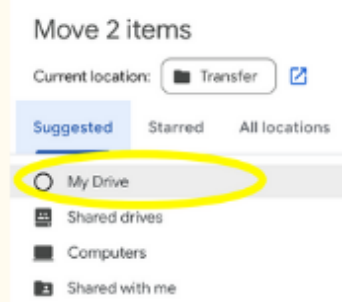 Move 2 items
Current location: Transfer
Suggested Starred All locations
My Drive
Shared drives
Computers
Shared with me